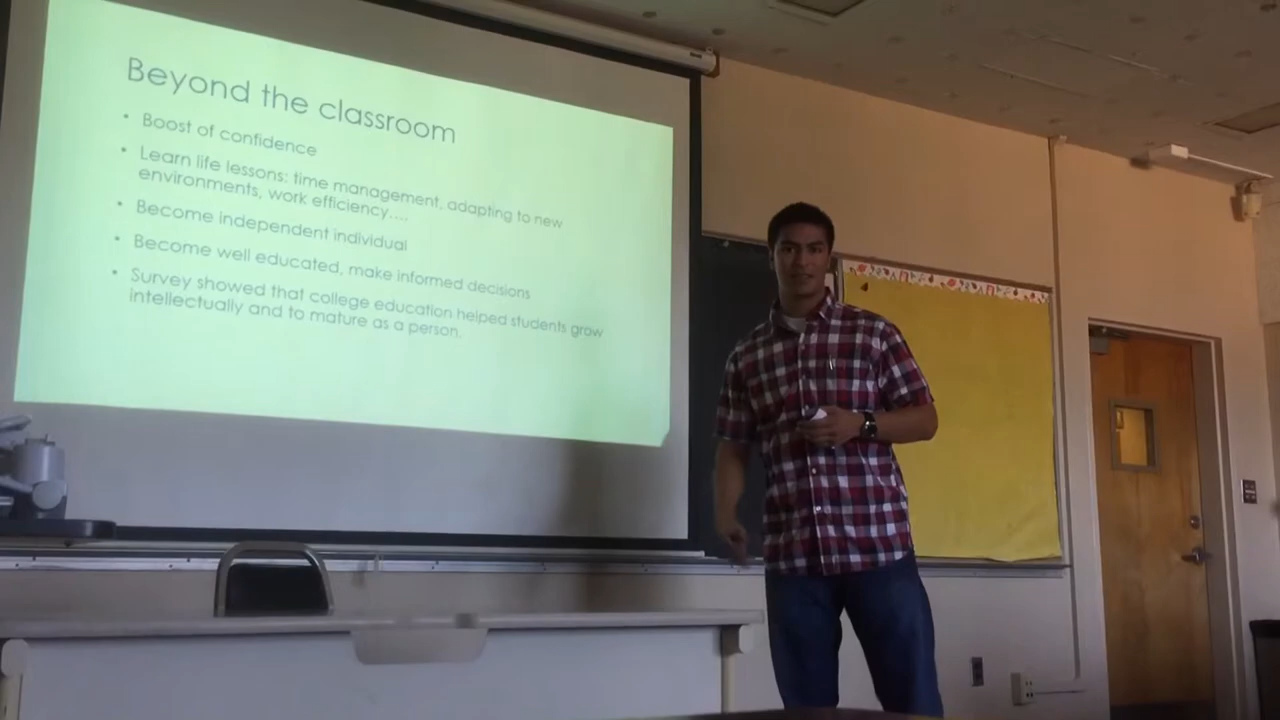 Beyond the classroom
• Boost of confidence
• Learn life lessons: time management, adapting to new
environments, work efficiency....
• Become independent individual
• Become well educated, make informed decisions
• Survey showed that college education helped students grow
intellectually and to mature as a person.